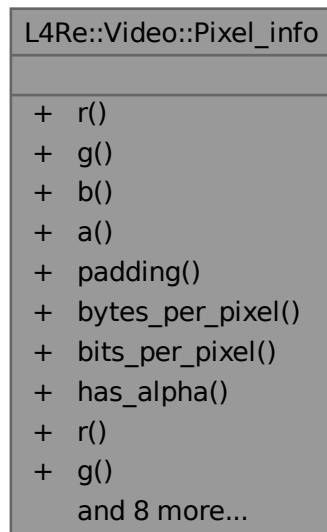 L4Re::Video::Pixel_info
+ r()
+ g()
+ b()
+ a()
+ padding()
+ bytes_per_pixel()
+ bits_per_pixel()
+ has_alpha()
+ r()
+ g()
and 8 more...